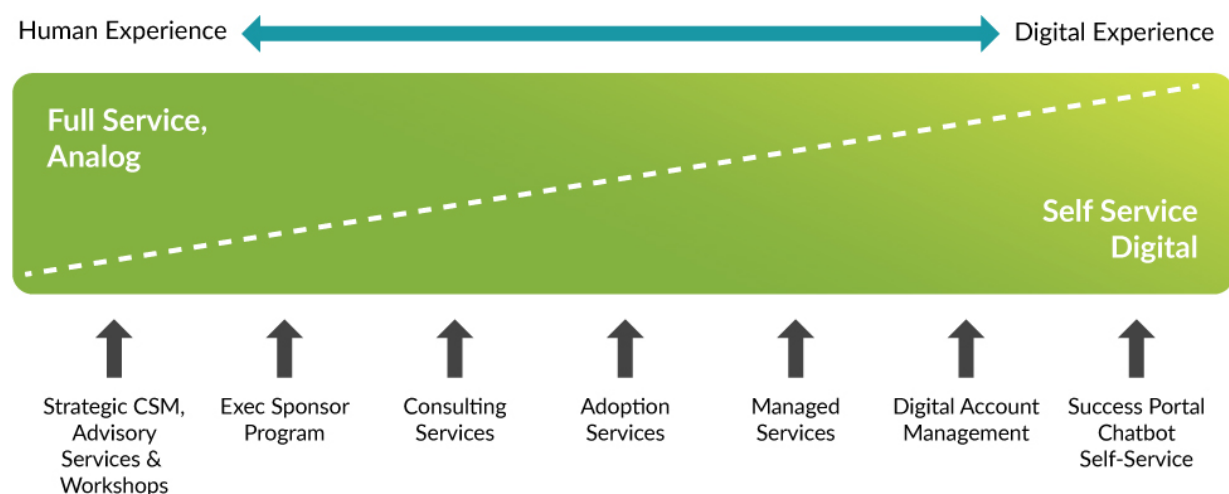 Human Experience
Digital Experience
Full Service,
Analog
Self Service
Digital
Strategic CSM,
Advisory
Services &
Workshops
Exec Sponsor
Program
Consulting
Services
Adoption
Services
Managed
Services
Digital Account
Management
Success Portal
Chatbot
Self-Service